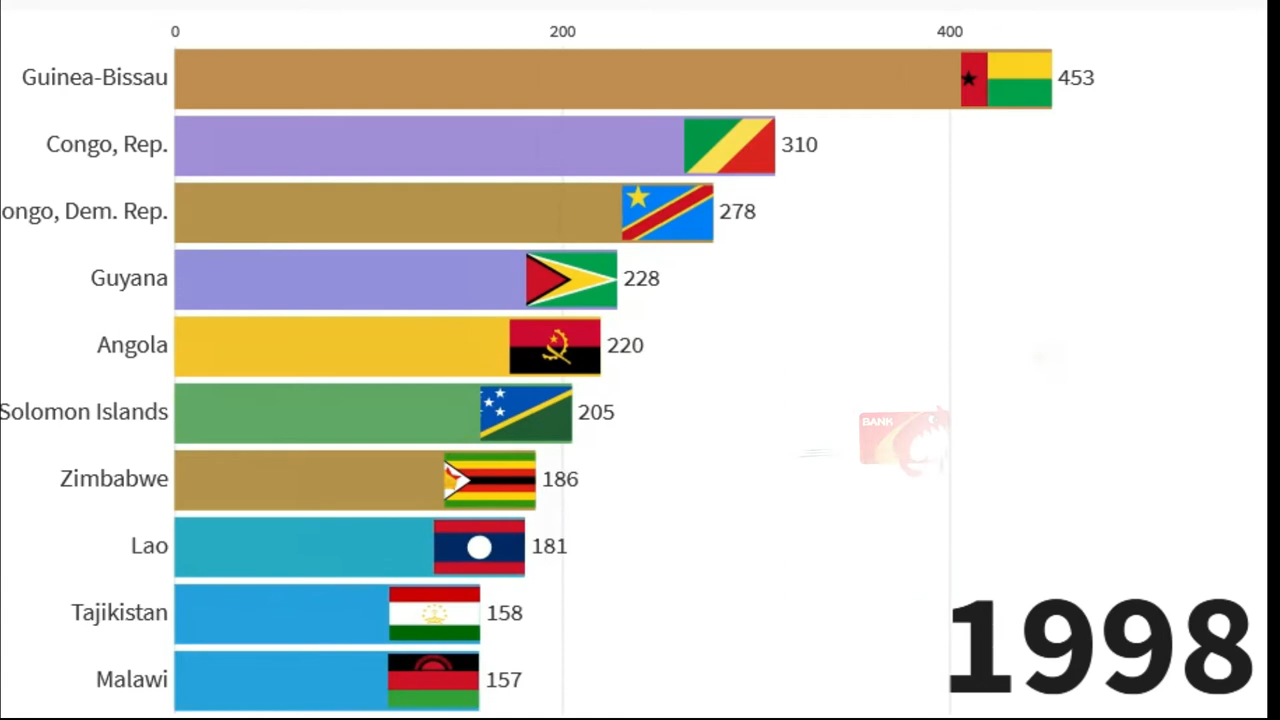 0 200 400
Guinea-Bissau 453
Congo, Rep. 310
ongo, Dem. Rep. 278
Guyana 228
Angola 220
Solomon Islands 205
BANK
Zimbabwe 186
Lao 181
Tajikistan 158
Malawi 157
1998